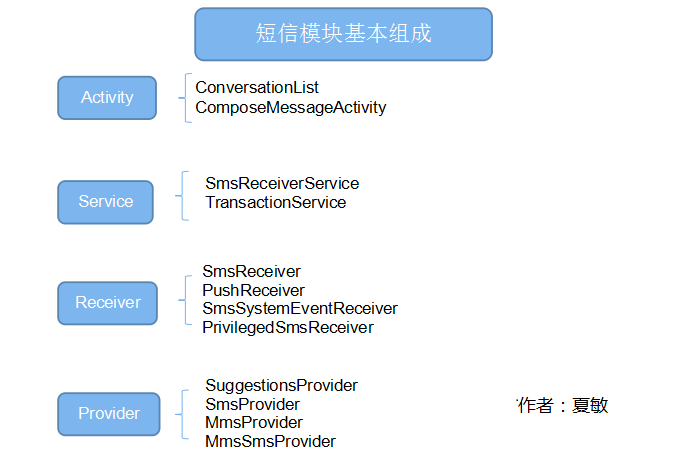 短信模块基本组成
Activity
ConversationList
ComposeMessageActivity
Service
SmsReceiverService
TransactionService
Receiver
SmsReceiver
PushReceiver
SmsSystemEventReceiver
PrivilegedSmsReceiver
Provider
SuggestionsProvider
SmsProvider
MmsProvider
MmsSmsProvider
作者：夏敏